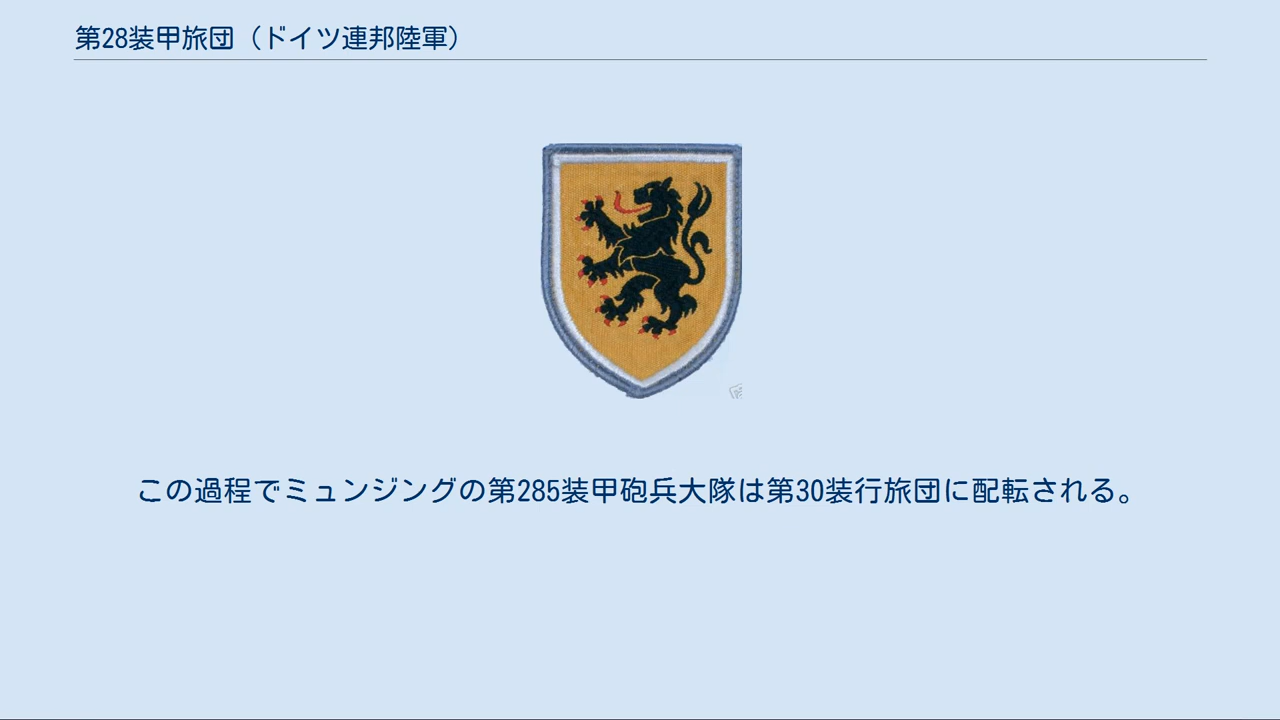 第28装甲旅団（ドイツ連邦陸軍）
この過程でミュンジングの第285装甲砲兵大隊は第30装行旅団に配転される。